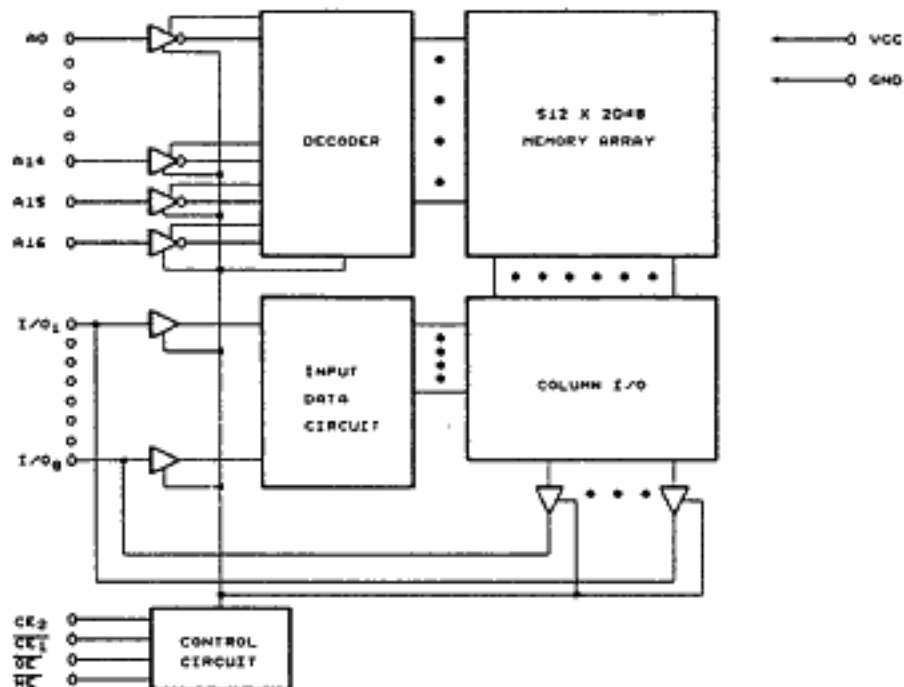 A0
VCC
GND
512 X 2048
MEMORY ARRAY
DECODER
A14
A15
A16
I/O₁
INPUT
DATA
CIRCUIT
COLUMN I/O
I/O₈
CE₂
CE₁
OE
CONTROL
CIRCUIT